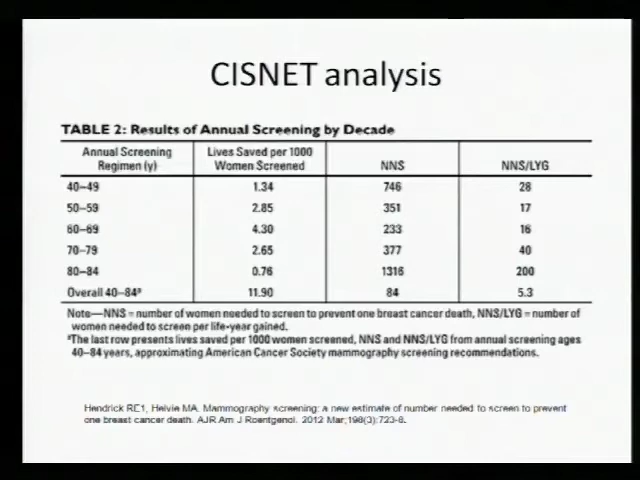 CISNET analysis
TABLE 2: Results of Annual Screening by Decade
Annual Screening Regimen (y) Lives Saved per 1000 Women Screened NNS NNS/LYG
40–49 1.34 746 28
50–59 2.85 351 17
60–69 4.30 233 16
70–79 2.65 377 40
80–84 0.76 1316 200
Overall 40–84ª 11.90 84 5.3
Note—NNS = number of women needed to screen to prevent one breast cancer death, NNS/LYG = number of
women needed to screen per life-year gained.
ªThe last row presents lives saved per 1000 women screened, NNS and NNS/LYG from annual screening ages
40–84 years, approximating American Cancer Society mammography screening recommendations.
Hendrick RE1, Helvie MA. Mammography screening: a new estimate of number needed to screen to prevent
one breast cancer death. AJR Am J Roentgenol. 2012 Mar;198(3):723-8.